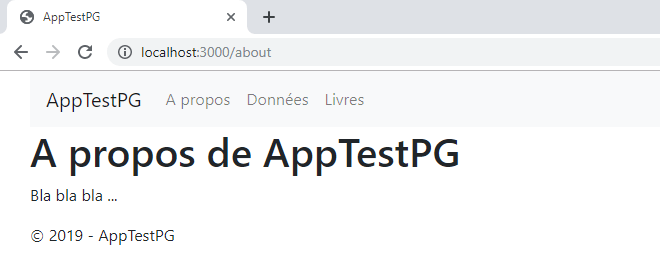 AppTestPG
localhost:3000/about
AppTestPG A propos Données Livres
A propos de AppTestPG
Bla bla bla ...
© 2019 - AppTestPG